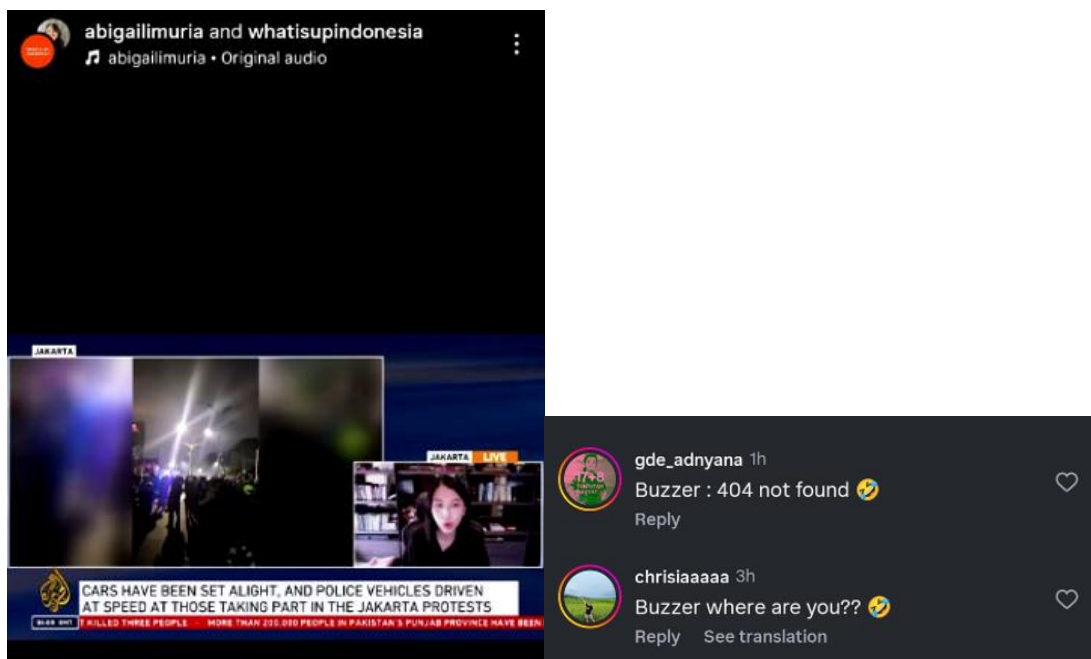 abigailimuria and whatisupindonesia
abigailimuria • Original audio
JAKARTA
JAKARTA LIVE
CARS HAVE BEEN SET ALIGHT, AND POLICE VEHICLES DRIVEN
AT SPEED AT THOSE TAKING PART IN THE JAKARTA PROTESTS
T KILLED THREE PEOPLE - MORE THAN 200,000 PEOPLE IN PAKISTAN'S PUNJAB PROVINCE HAVE BEEN
gde_adnyana 1h
17+8
Buzzer : 404 not found 🤣
Reply
chrisiaaaaa 3h
Buzzer where are you?? 🤣
Reply See translation